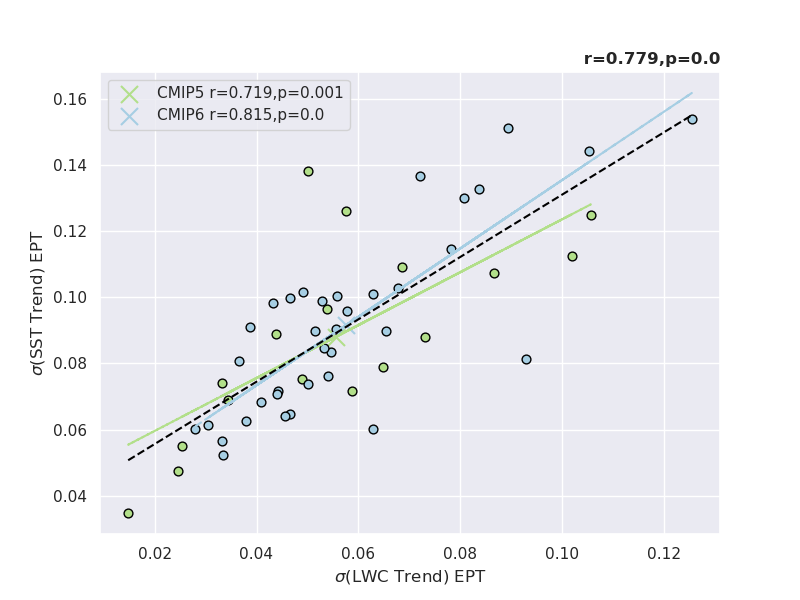 r=0.779,p=0.0
CMIP5 r=0.719,p=0.001
CMIP6 r=0.815,p=0.0
0.16
0.14
0.12
0.10
0.08
0.06
0.04
σ(SST Trend) EPT
0.02
0.04
0.06
0.08
0.10
0.12
σ(LWC Trend) EPT